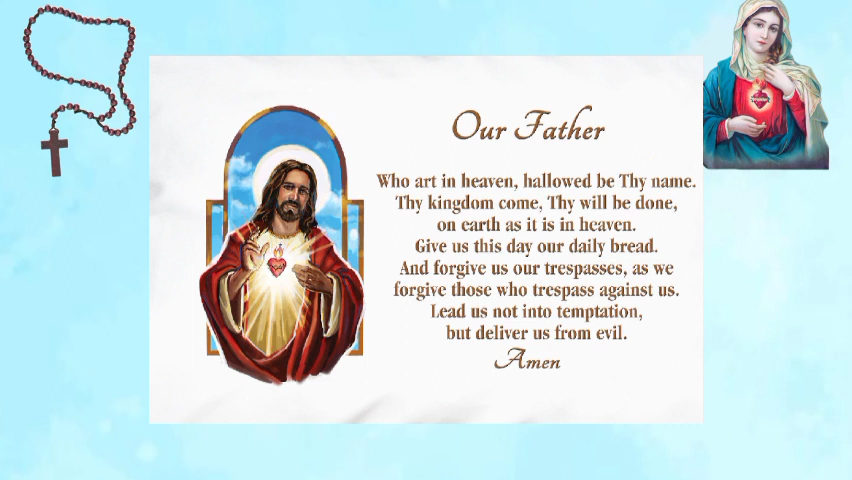 Our Father
Who art in heaven, hallowed be Thy name.
Thy kingdom come, Thy will be done,
on earth as it is in heaven.
Give us this day our daily bread.
And forgive us our trespasses, as we
forgive those who trespass against us.
Lead us not into temptation,
but deliver us from evil.
Amen